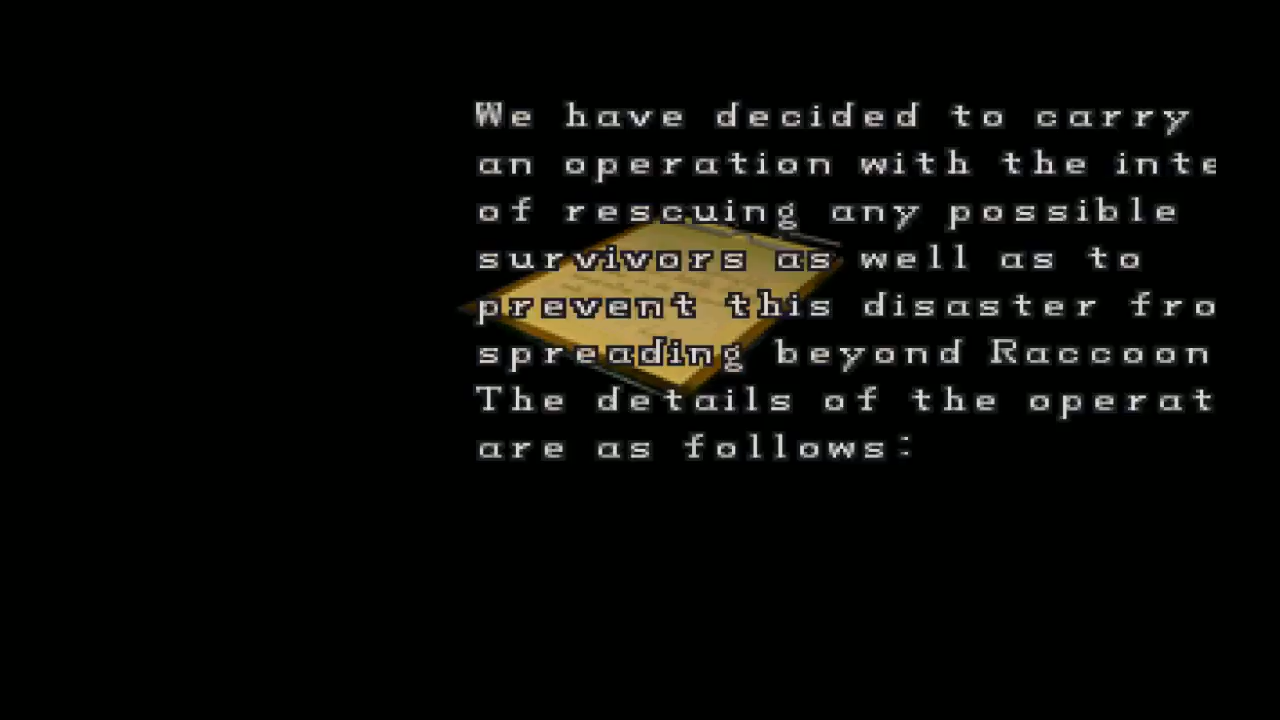 We have decided to carry
an operation with the inte
of rescuing any possible
survivors as well as to
prevent this disaster fro
spreading beyond Raccoon
The details of the operat
are as follows: